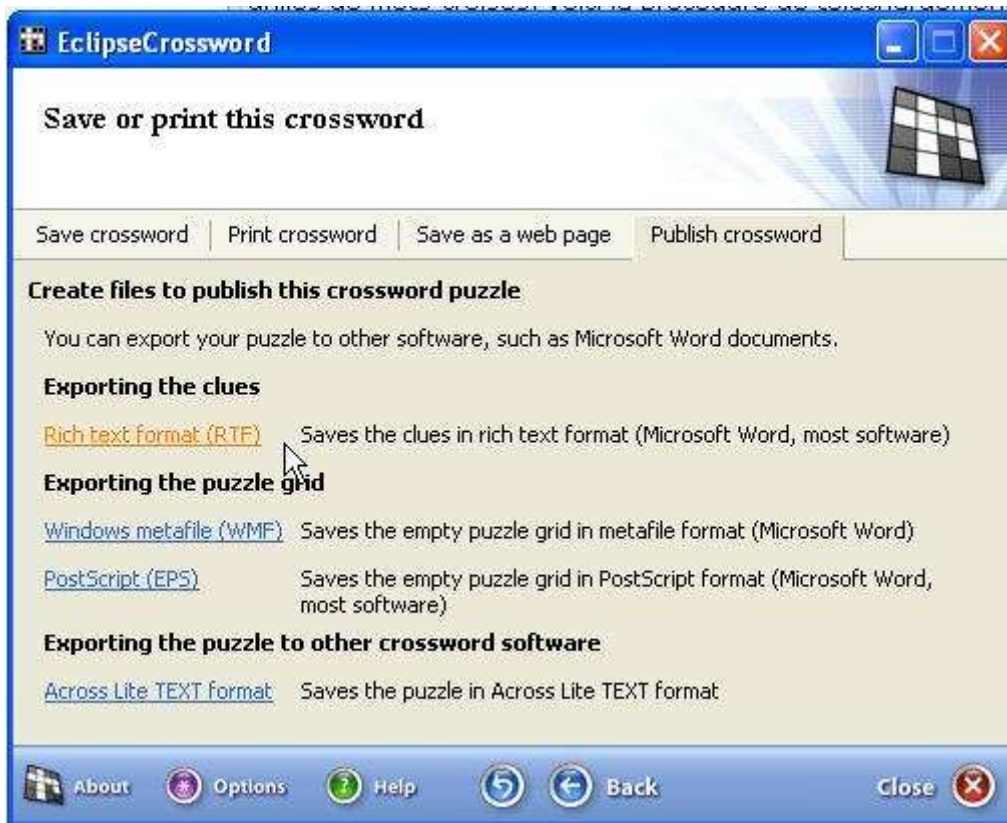 EclipseCrossword
Save or print this crossword
Save crossword Print crossword Save as a web page Publish crossword
Create files to publish this crossword puzzle
You can export your puzzle to other software, such as Microsoft Word documents.
Exporting the clues
Rich text format (RTF) Saves the clues in rich text format (Microsoft Word, most software)
Exporting the puzzle grid
Windows metafile (WMF) Saves the empty puzzle grid in metafile format (Microsoft Word)
PostScript (EPS) Saves the empty puzzle grid in PostScript format (Microsoft Word,
most software)
Exporting the puzzle to other crossword software
Across Lite TEXT format Saves the puzzle in Across Lite TEXT format
About Options Help Back Close